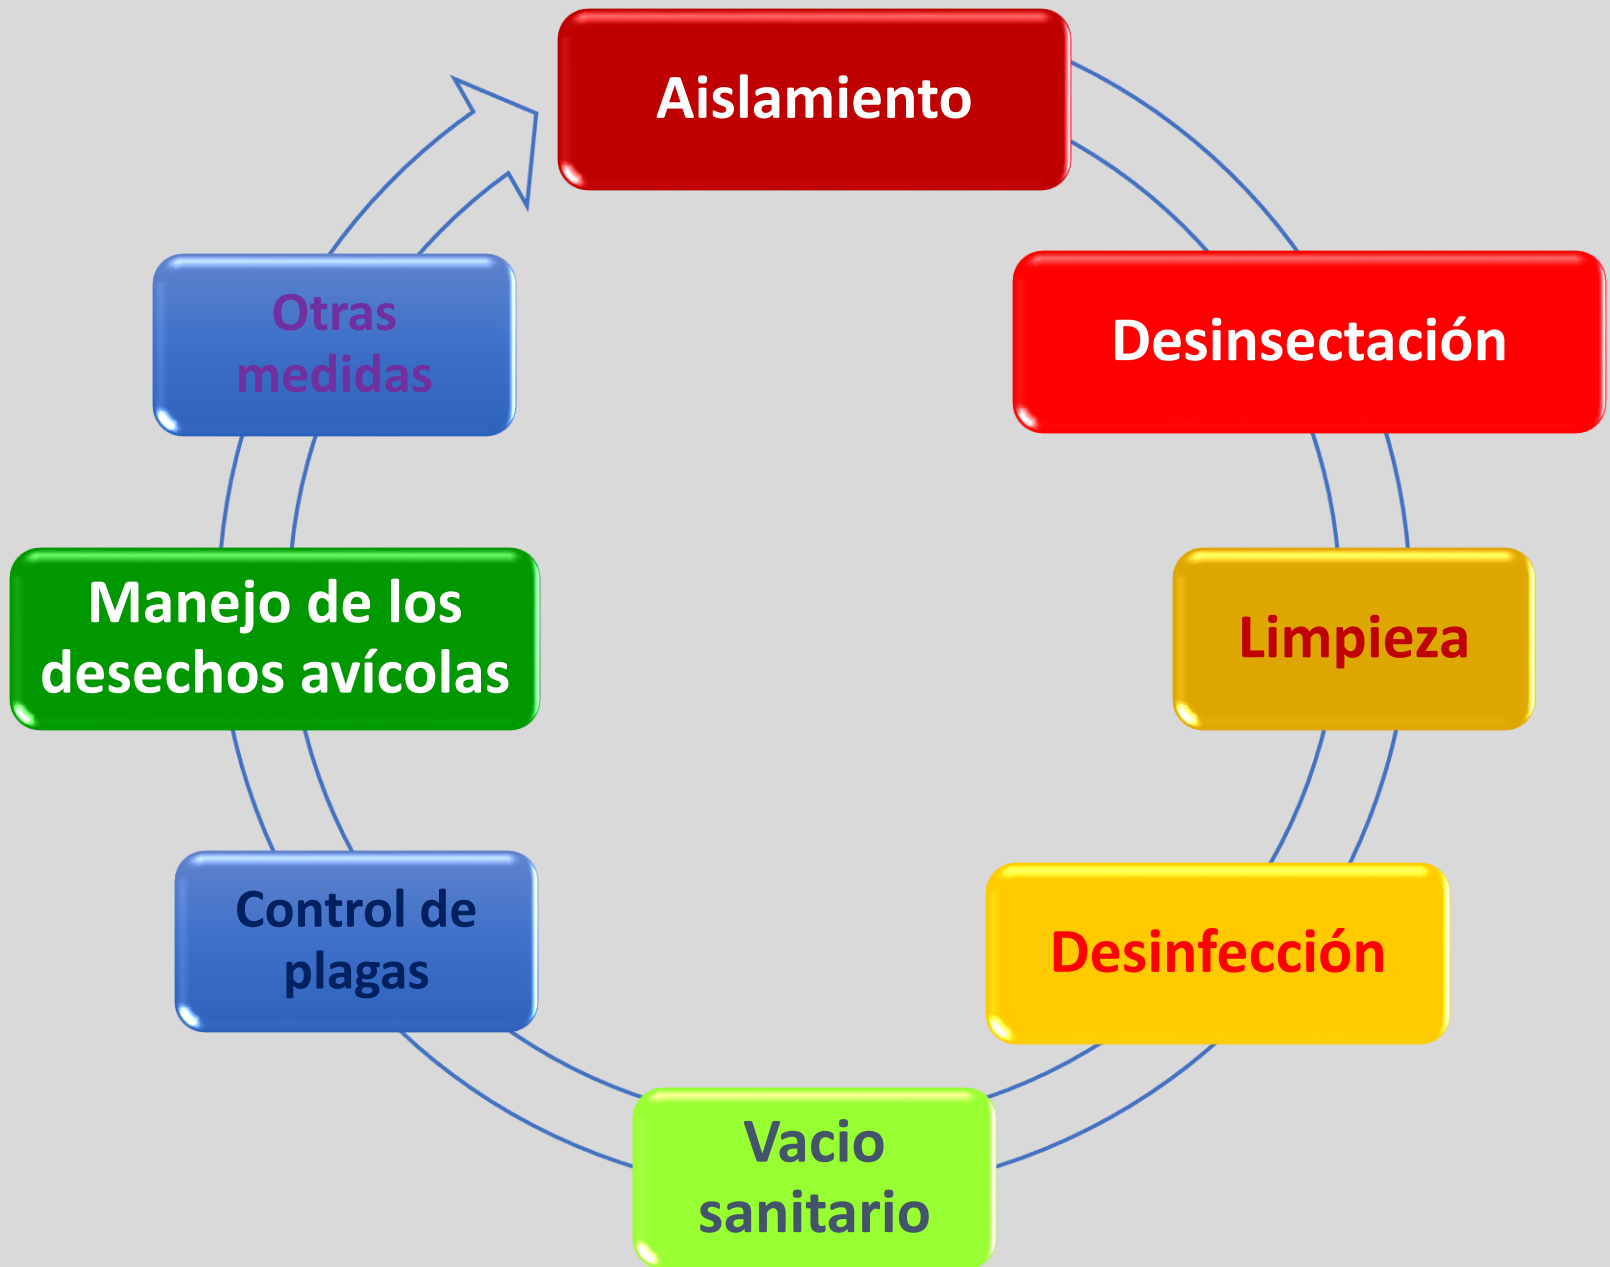 Aislamiento
Desinsectación
Limpieza
Desinfección
Vacio
sanitario
Control de
plagas
Manejo de los
desechos avícolas
Otras
medidas